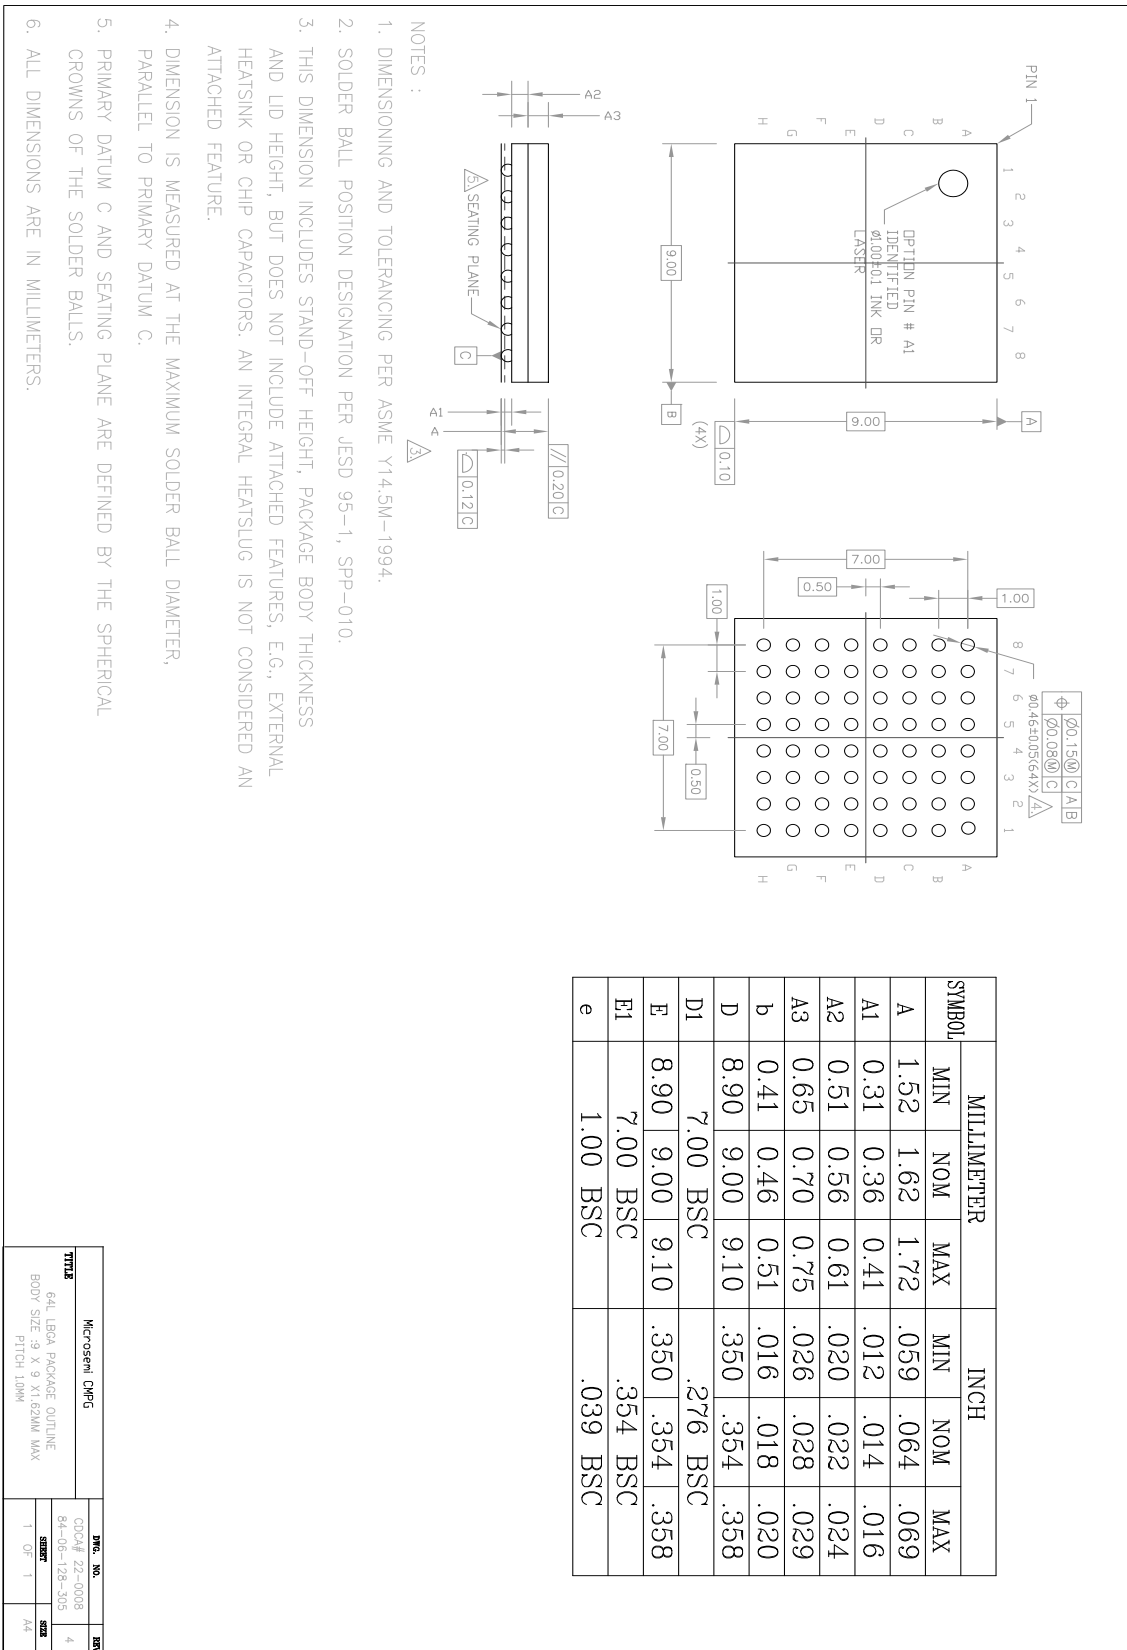 PIN 1
1 2 3 4 5 6 7 8
A
B
C
D
E
F
G
H
OPTION PIN # A1
IDENTIFIED
Ø1.00±0.1 INK OR
LASER
A
9.00
B
9.00
⌓ 0.10
(4X)
1.00
7.00
0.50
⌀0.15Ⓜ C A B
⌀0.08Ⓜ C
Ø0.46±0.05(64X) 4.
8 7 6 5 4 3 2 1
A
B
C
D
E
F
G
H
1.00
7.00
0.50
A2
A3
5. SEATING PLANE
C
A1
A
3.
// 0.20 C
⌓ 0.12 C
NOTES :
1. DIMENSIONING AND TOLERANCING PER ASME Y14.5M-1994.
2. SOLDER BALL POSITION DESIGNATION PER JESD 95-1, SPP-010.
3. THIS DIMENSION INCLUDES STAND-OFF HEIGHT, PACKAGE BODY THICKNESS
AND LID HEIGHT, BUT DOES NOT INCLUDE ATTACHED FEATURES, E.G., EXTERNAL
HEATSINK OR CHIP CAPACITORS. AN INTEGRAL HEATSLUG IS NOT CONSIDERED AN
ATTACHED FEATURE.
4. DIMENSION IS MEASURED AT THE MAXIMUM SOLDER BALL DIAMETER,
PARALLEL TO PRIMARY DATUM C.
5. PRIMARY DATUM C AND SEATING PLANE ARE DEFINED BY THE SPHERICAL
CROWNS OF THE SOLDER BALLS.
6. ALL DIMENSIONS ARE IN MILLIMETERS.
SYMBOL MILLIMETER INCH
MIN NOM MAX MIN NOM MAX
A 1.52 1.62 1.72 .059 .064 .069
A1 0.31 0.36 0.41 .012 .014 .016
A2 0.51 0.56 0.61 .020 .022 .024
A3 0.65 0.70 0.75 .026 .028 .029
b 0.41 0.46 0.51 .016 .018 .020
D 8.90 9.00 9.10 .350 .354 .358
D1 7.00 BSC .276 BSC
E 8.90 9.00 9.10 .350 .354 .358
E1 7.00 BSC .354 BSC
e 1.00 BSC .039 BSC
Microsemi CMPG
TITLE
64L LBGA PACKAGE OUTLINE
BODY SIZE :9 X 9 X1.62MM MAX
PITCH 1.0MM
DWG. NO. REV
CDCA# 22-0008
84-06-128-305 4
SHEET SIZE
1 OF 1 A4